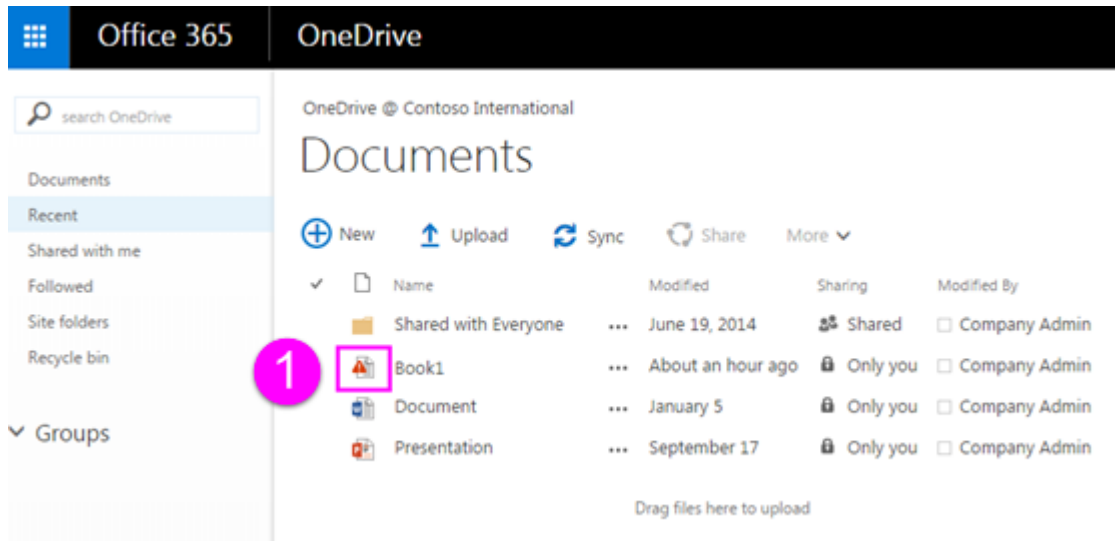 Office 365 OneDrive
search OneDrive
Documents
Recent
Shared with me
Followed
Site folders
Recycle bin
Groups
OneDrive @ Contoso International
Documents
New Upload Sync Share More
Name Modified Sharing Modified By
Shared with Everyone ... June 19, 2014 Shared Company Admin
1 Book1 ... About an hour ago Only you Company Admin
Document ... January 5 Only you Company Admin
Presentation ... September 17 Only you Company Admin
Drag files here to upload